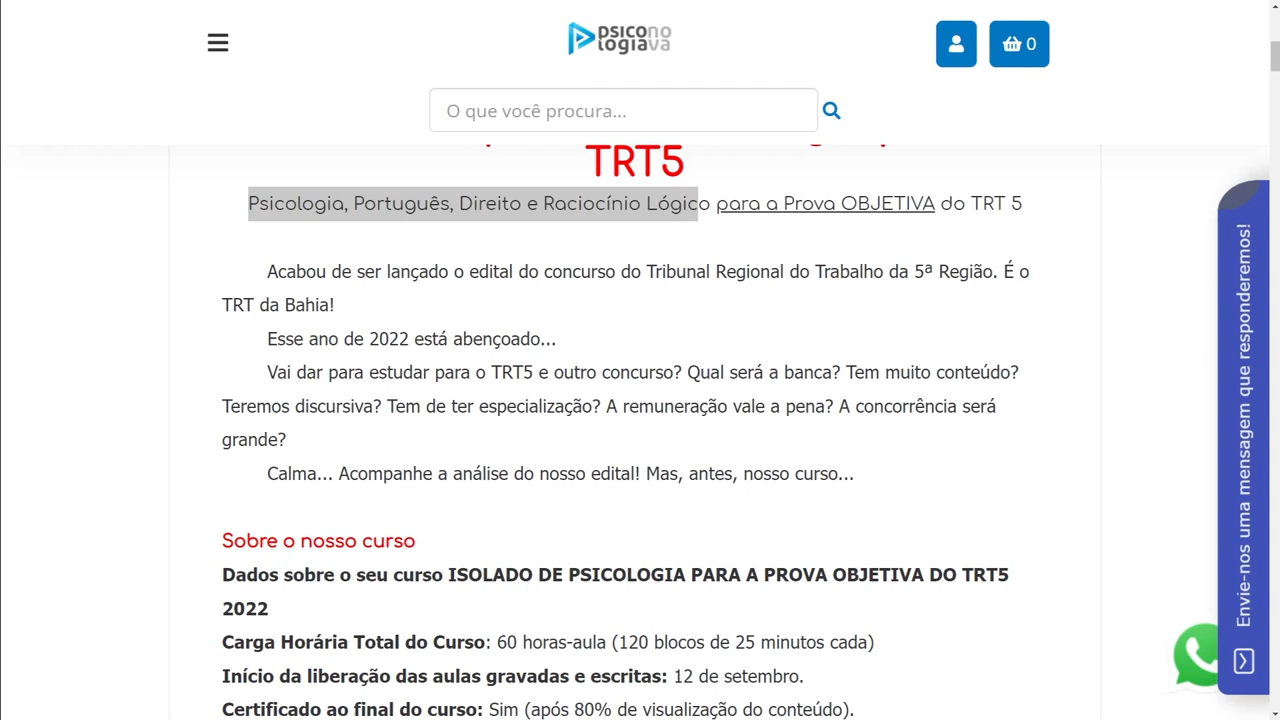 psicono
logiava
0
O que você procura...
TRT5
Psicologia, Português, Direito e Raciocínio Lógico para a Prova OBJETIVA do TRT 5
Acabou de ser lançado o edital do concurso do Tribunal Regional do Trabalho da 5ª Região. É o
TRT da Bahia!
Esse ano de 2022 está abençoado...
Vai dar para estudar para o TRT5 e outro concurso? Qual será a banca? Tem muito conteúdo?
Teremos discursiva? Tem de ter especialização? A remuneração vale a pena? A concorrência será
grande?
Calma... Acompanhe a análise do nosso edital! Mas, antes, nosso curso...
Sobre o nosso curso
Dados sobre o seu curso ISOLADO DE PSICOLOGIA PARA A PROVA OBJETIVA DO TRT5
2022
Carga Horária Total do Curso: 60 horas-aula (120 blocos de 25 minutos cada)
Início da liberação das aulas gravadas e escritas: 12 de setembro.
Certificado ao final do curso: Sim (após 80% de visualização do conteúdo).
Envie-nos uma mensagem que responderemos!